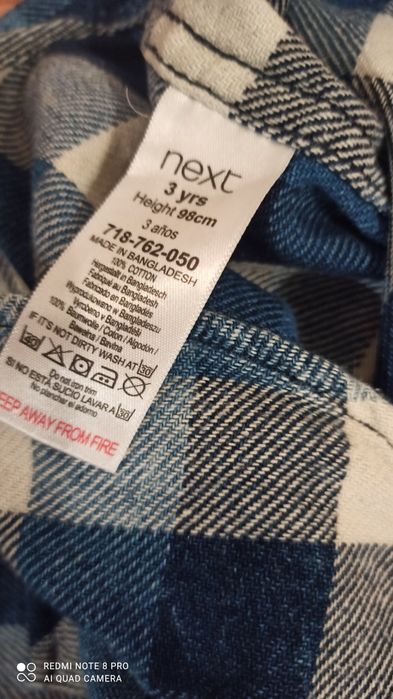 next
3 yrs
Height 98cm
3 años
718-762-050
MADE IN BANGLADESH
100% COTTON
Hergestellt in Bangladesch
Fabriqué au Bangladesh
Fabricado en Bangladés
Wyprodukowano w Bangladeszu
Vyrobeno v Bangladéši
100% Baumwolle / Coton / Algodón /
Bawełna / Bavlna
IF IT'S NOT DIRTY WASH AT 30
Do not iron trim
SI NO ESTÁ SUCIO LAVAR A 30
No planchar el adorno
KEEP AWAY FROM FIRE
REDMI NOTE 8 PRO
AI QUAD CAMERA